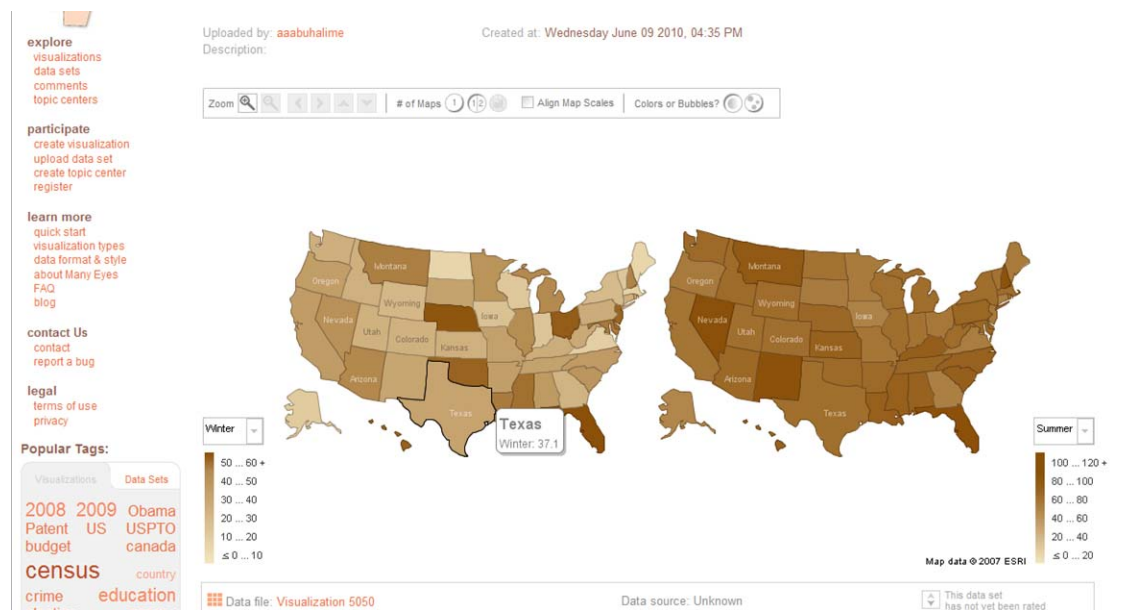 Uploaded by: aaabuhalime Created at: Wednesday June 09 2010, 04:35 PM
Description:
explore
visualizations
data sets
comments
topic centers
participate
create visualization
upload data set
create topic center
register
learn more
quick start
visualization types
data format & style
about Many Eyes
FAQ
blog
contact Us
contact
report a bug
legal
terms of use
privacy
Popular Tags:
Visualizations Data Sets
2008 2009 Obama
Patent US USPTO
budget canada
census country
crime education
Zoom # of Maps 1 12 Align Map Scales Colors or Bubbles?
Montana
Oregon
Wyoming
Iowa
Nevada
Utah
Colorado
Kansas
Arizona
Texas
Texas
Winter: 37.1
Winter
50 ... 60 +
40 ... 50
30 ... 40
20 ... 30
10 ... 20
≤ 0 ... 10
Montana
Oregon
Wyoming
Iowa
Nevada
Utah
Colorado
Kansas
Arizona
Texas
Summer
100 ... 120 +
80 ... 100
60 ... 80
40 ... 60
20 ... 40
≤ 0 ... 20
Map data © 2007 ESRI
Data file: Visualization 5050 Data source: Unknown
This data set
has not yet been rated